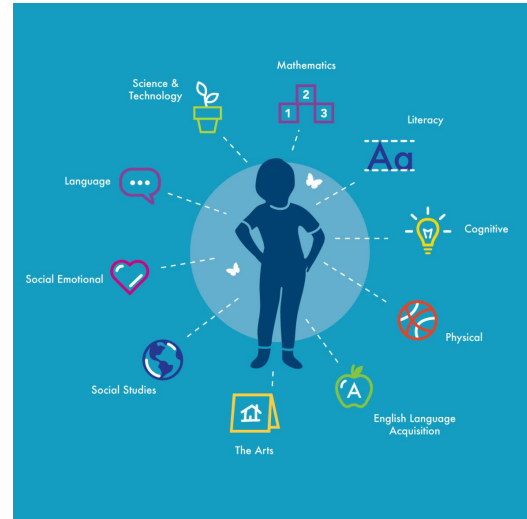 Mathematics
Science &
Technology
2
1 3
Literacy
Aa
Language
Cognitive
Social Emotional
Physical
Social Studies
A
English Language
Acquisition
The Arts